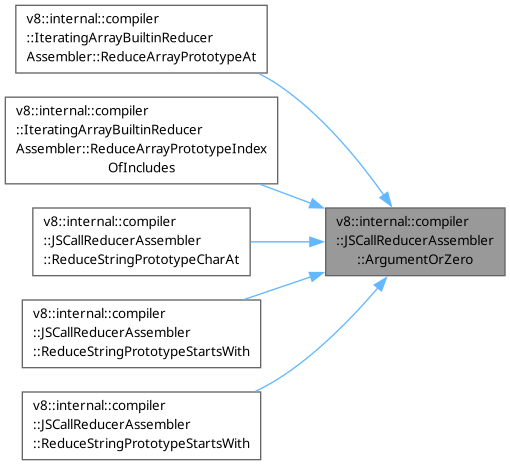 v8::internal::compiler
::IteratingArrayBuiltinReducer
Assembler::ReduceArrayPrototypeAt
v8::internal::compiler
::IteratingArrayBuiltinReducer
Assembler::ReduceArrayPrototypeIndex
OfIncludes
v8::internal::compiler
::JSCallReducerAssembler
::ReduceStringPrototypeCharAt
v8::internal::compiler
::JSCallReducerAssembler
::ArgumentOrZero
v8::internal::compiler
::JSCallReducerAssembler
::ReduceStringPrototypeStartsWith
v8::internal::compiler
::JSCallReducerAssembler
::ReduceStringPrototypeStartsWith